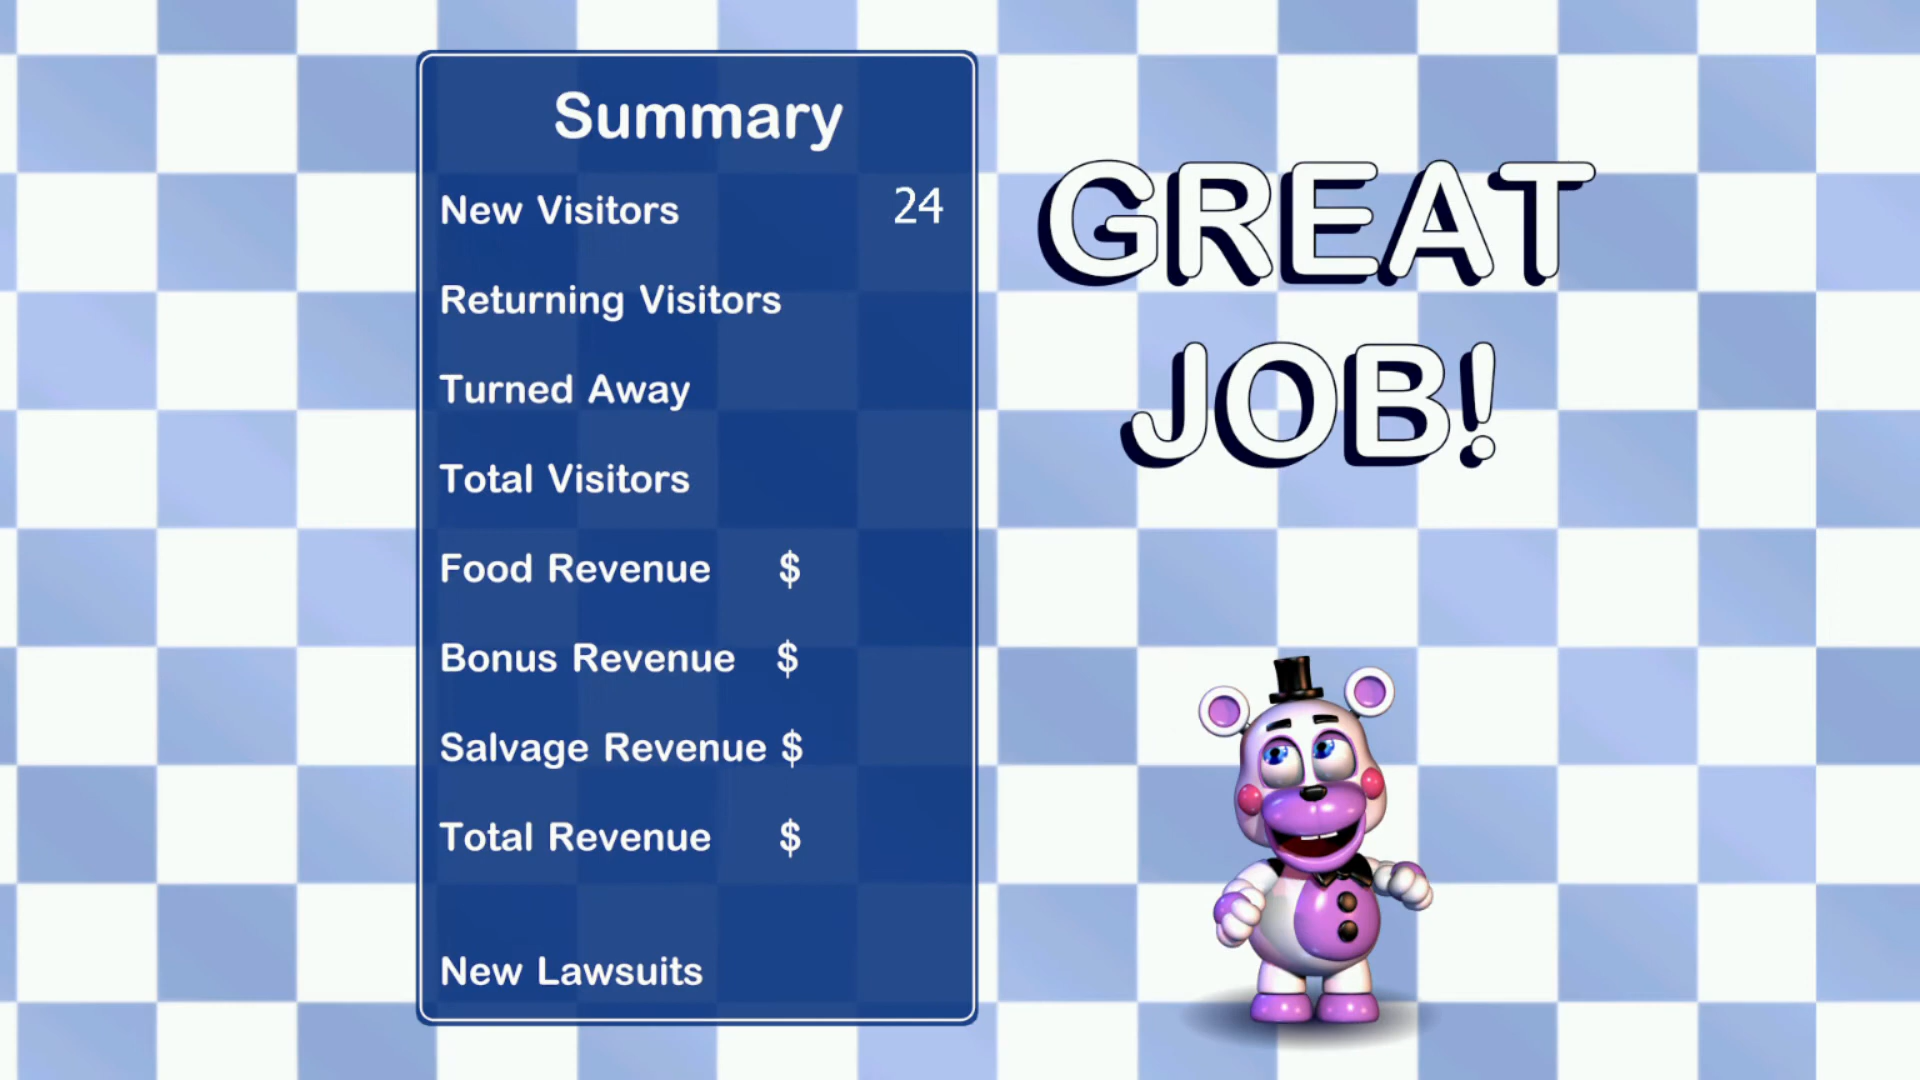 Summary
New Visitors 24
Returning Visitors
Turned Away
Total Visitors
Food Revenue $
Bonus Revenue $
Salvage Revenue $
Total Revenue $
New Lawsuits
GREAT
JOB!